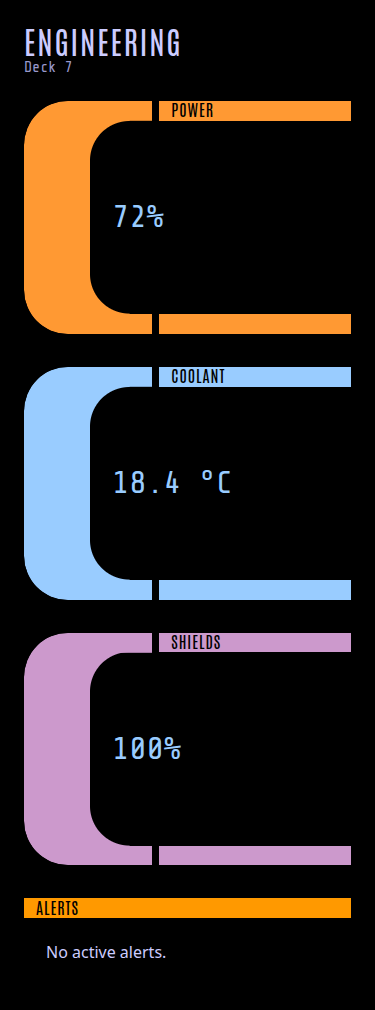 ENGINEERING
Deck 7
POWER
72%
COOLANT
18.4 °C
SHIELDS
100%
ALERTS
No active alerts.